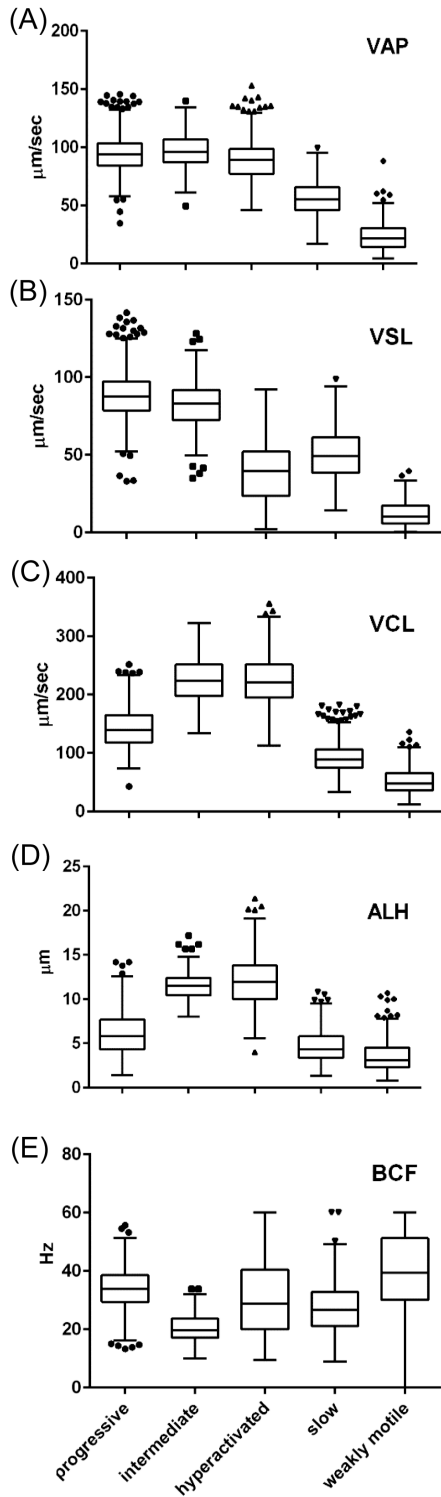 (A)
VAP
200
150
100
50
0
μm/sec
(B)
VSL
150
100
50
0
μm/sec
(C)
VCL
400
300
200
100
0
μm/sec
(D)
ALH
25
20
15
10
5
0
μm
(E)
BCF
80
60
40
20
0
Hz
progressive
intermediate
hyperactivated
slow
weakly motile